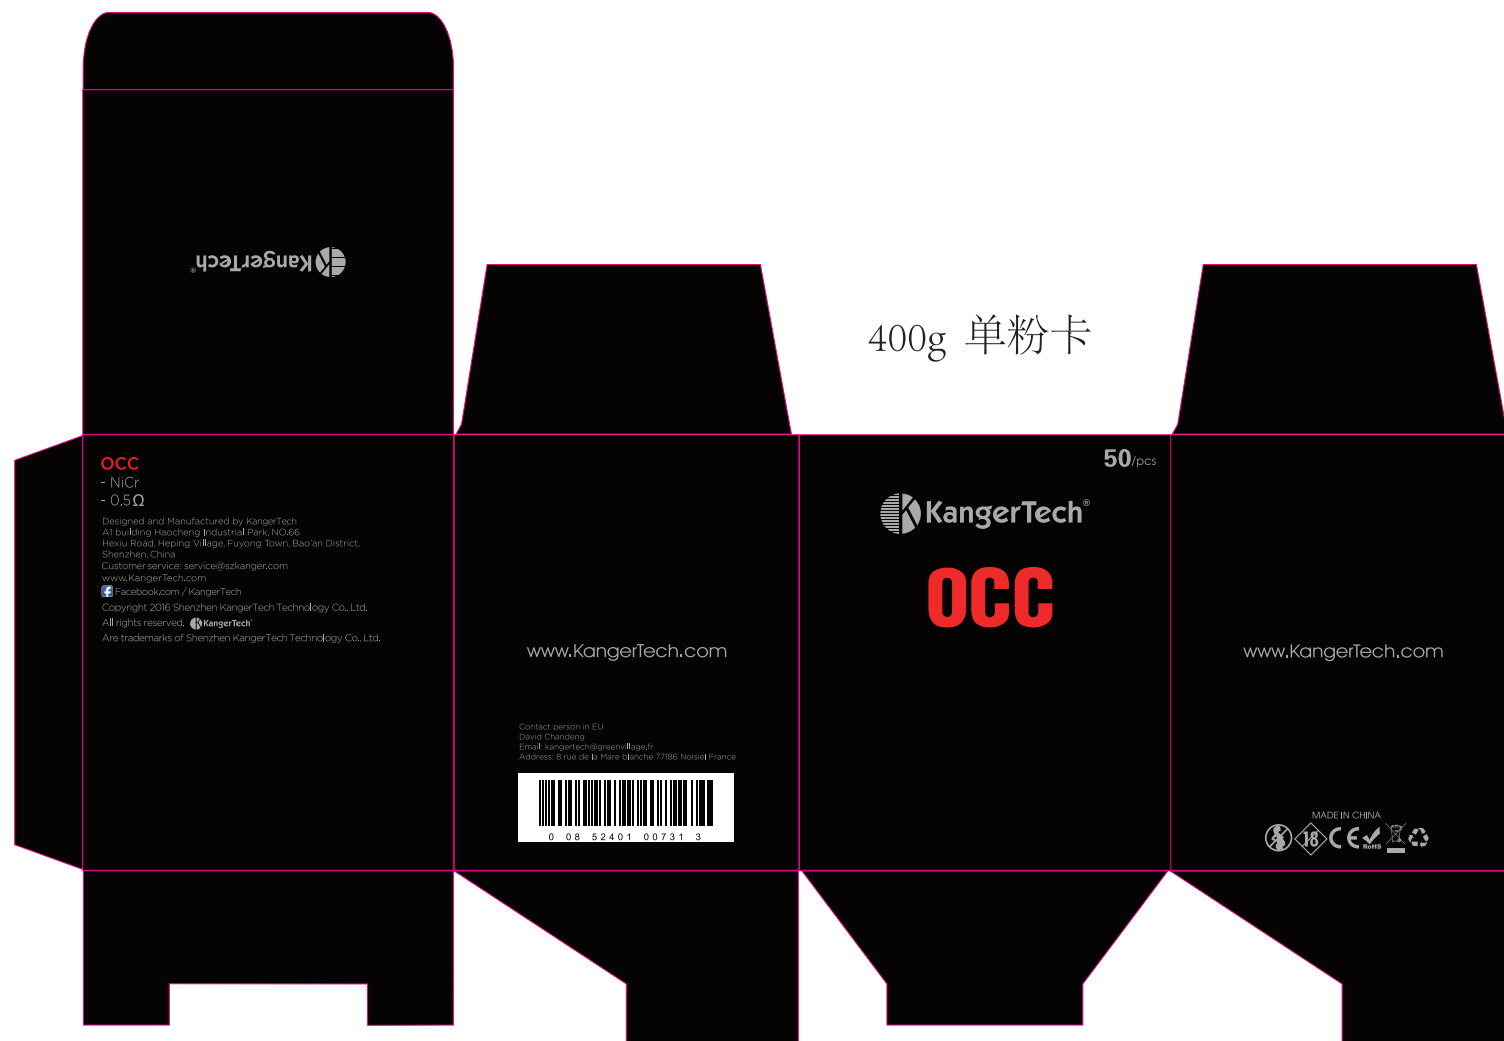 KangerTech®
400g 单粉卡
OCC
- NiCr
- 0.5Ω
Designed and Manufactured by KangerTech
A1 building Haocheng Industrial Park, NO.66
Hexiu Road, Heping Village, Fuyong Town, Bao'an District,
Shenzhen, China
Customer service: service@szkanger.com
www.KangerTech.com
Facebook.com / KangerTech
Copyright 2016 Shenzhen KangerTech Technology Co., Ltd.
All rights reserved. KangerTech®
Are trademarks of Shenzhen KangerTech Technology Co., Ltd.
www.KangerTech.com
Contact person in EU
David Chandeng
Email: kangertech@greenvillage.fr
Address: 8 rue de la Mare blanche 77186 Noisiel France
0 08 52401 00731 3
50/pcs
KangerTech®
OCC
www.KangerTech.com
MADE IN CHINA
18 CE RoHS